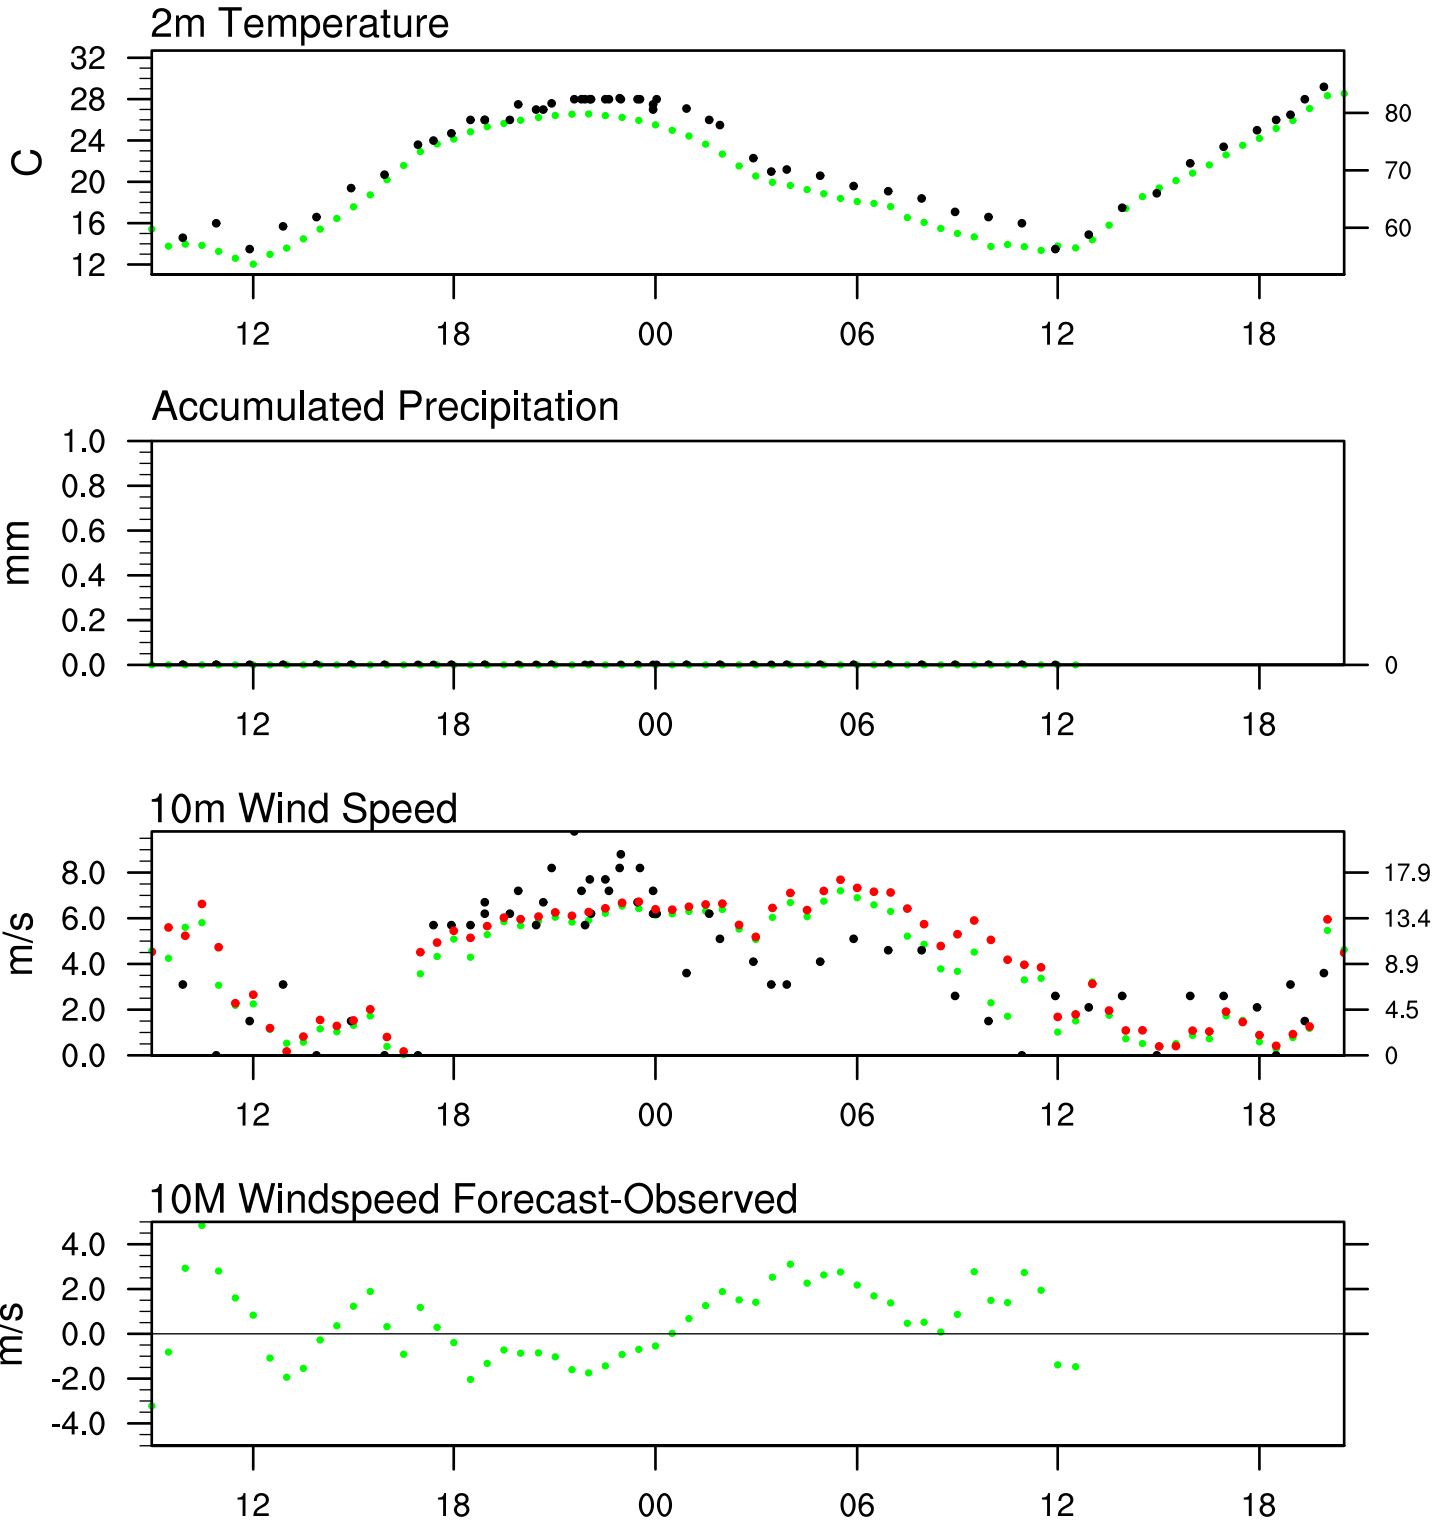 2m Temperature
32
28
24
20
16
12
C
80
70
60
12 18 00 06 12 18
Accumulated Precipitation
1.0
0.8
0.6
0.4
0.2
0.0
mm
0
12 18 00 06 12 18
10m Wind Speed
8.0
6.0
4.0
2.0
0.0
m/s
17.9
13.4
8.9
4.5
0
12 18 00 06 12 18
10M Windspeed Forecast-Observed
4.0
2.0
0.0
-2.0
-4.0
m/s
12 18 00 06 12 18